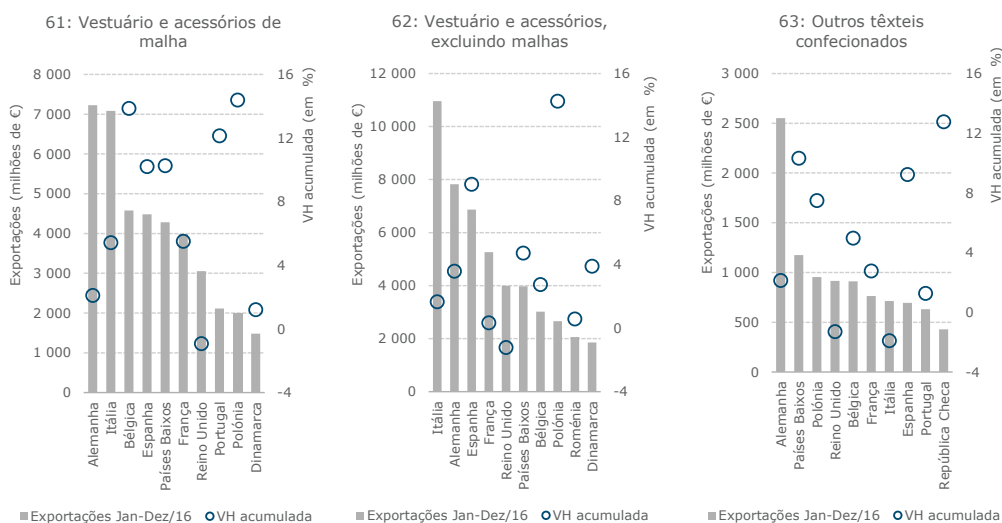 61: Vestuário e acessórios de
malha
Exportações (milhões de €)
8 000
7 000
6 000
5 000
4 000
3 000
2 000
1 000
0
16
12
8
4
0
-4
VH acumulada (em %)
Alemanha
Itália
Bélgica
Espanha
Países Baixos
França
Reino Unido
Portugal
Polónia
Dinamarca
Exportações Jan-Dez/16
VH acumulada
62: Vestuário e acessórios,
excluindo malhas
Exportações (milhões de €)
12 000
10 000
8 000
6 000
4 000
2 000
0
16
12
8
4
0
-4
VH acumulada (em %)
Itália
Alemanha
Espanha
França
Reino Unido
Países Baixos
Bélgica
Polónia
Roménia
Dinamarca
Exportações Jan-Dez/16
VH acumulada
63: Outros têxteis
confecionados
Exportações (milhões de €)
3 000
2 500
2 000
1 500
1 000
500
0
16
12
8
4
0
-4
VH acumulada (em %)
Alemanha
Países Baixos
Polónia
Reino Unido
Bélgica
França
Itália
Espanha
Portugal
República Checa
Exportações Jan-Dez/16
VH acumulada